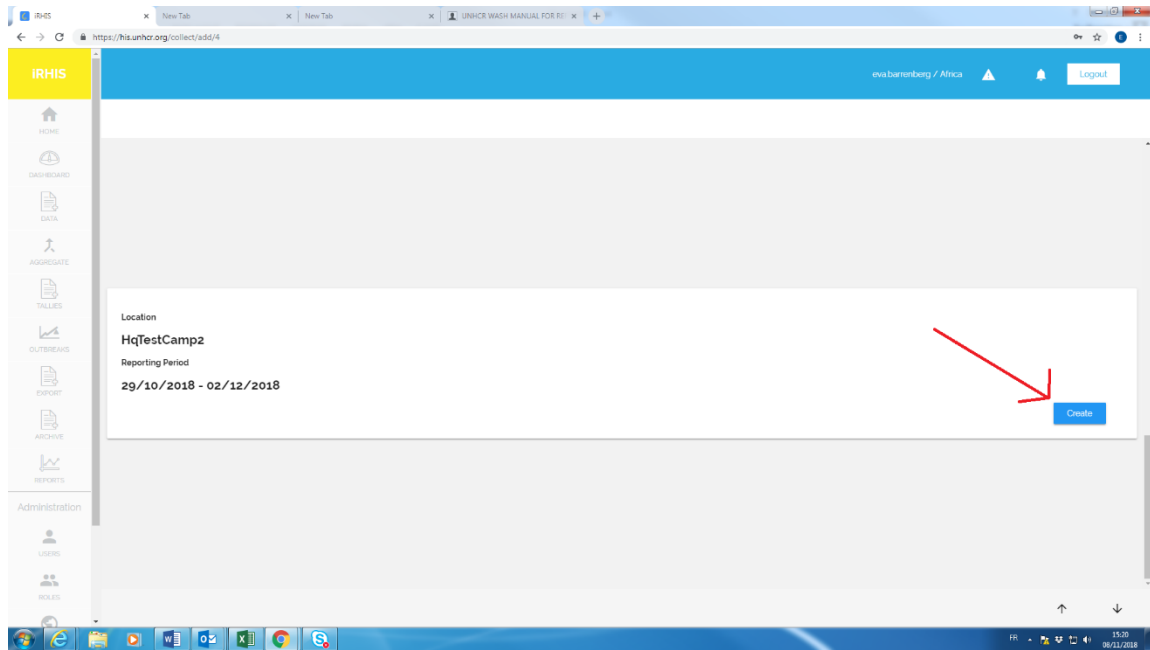 iRHIS
New Tab
New Tab
UNHCR WASH MANUAL FOR RE
https://his.unhcr.org/collect/add/4
E
iRHIS
eva.barrenberg / Africa
Logout
HOME
DASHBOARD
DATA
AGGREGATE
TALLIES
OUTBREAKS
EXPORT
ARCHIVE
REPORTS
Administration
USERS
ROLES
Location
HqTestCamp2
Reporting Period
29/10/2018 - 02/12/2018
Create
FR
15:20
08/11/2018